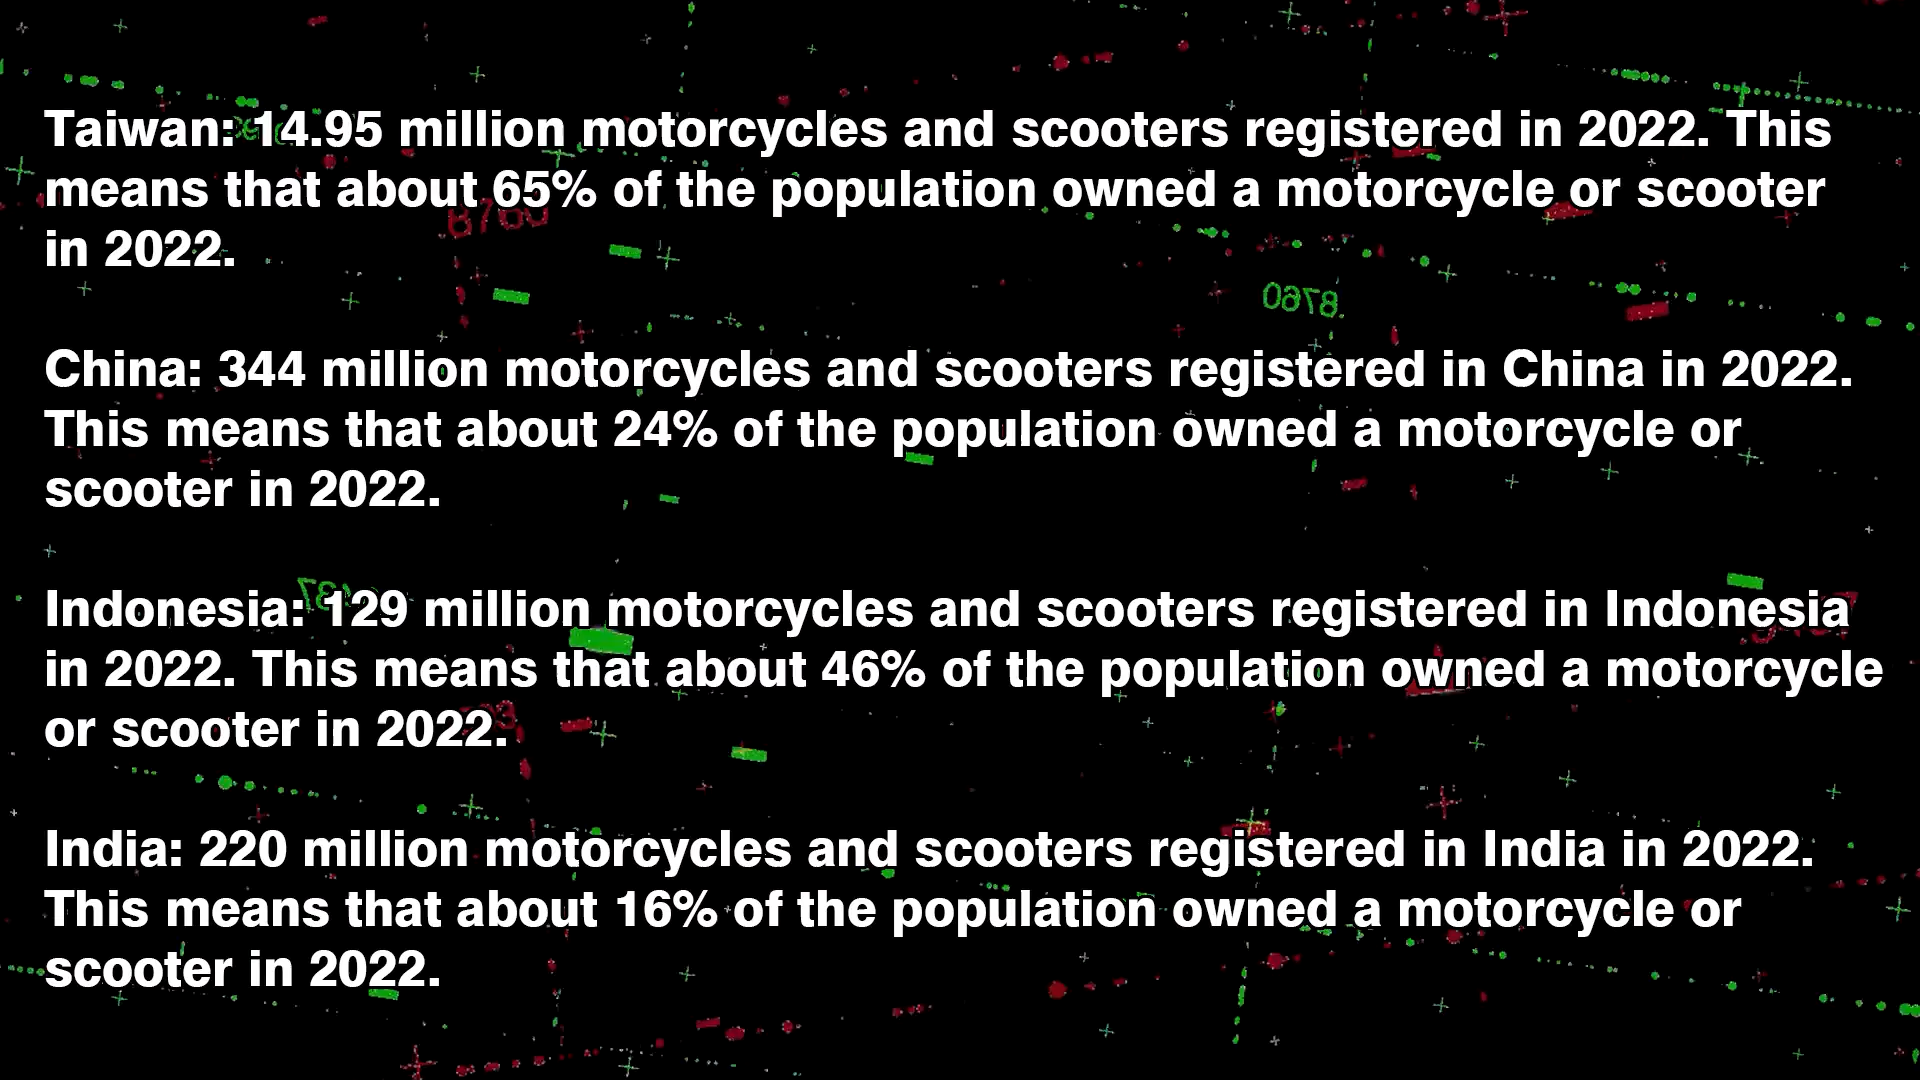 Taiwan: 14.95 million motorcycles and scooters registered in 2022. This
means that about 65% of the population owned a motorcycle or scooter
in 2022.
8760
8760
China: 344 million motorcycles and scooters registered in China in 2022.
This means that about 24% of the population owned a motorcycle or
scooter in 2022.
Indonesia: 129 million motorcycles and scooters registered in Indonesia
in 2022. This means that about 46% of the population owned a motorcycle
or scooter in 2022.
India: 220 million motorcycles and scooters registered in India in 2022.
This means that about 16% of the population owned a motorcycle or
scooter in 2022.